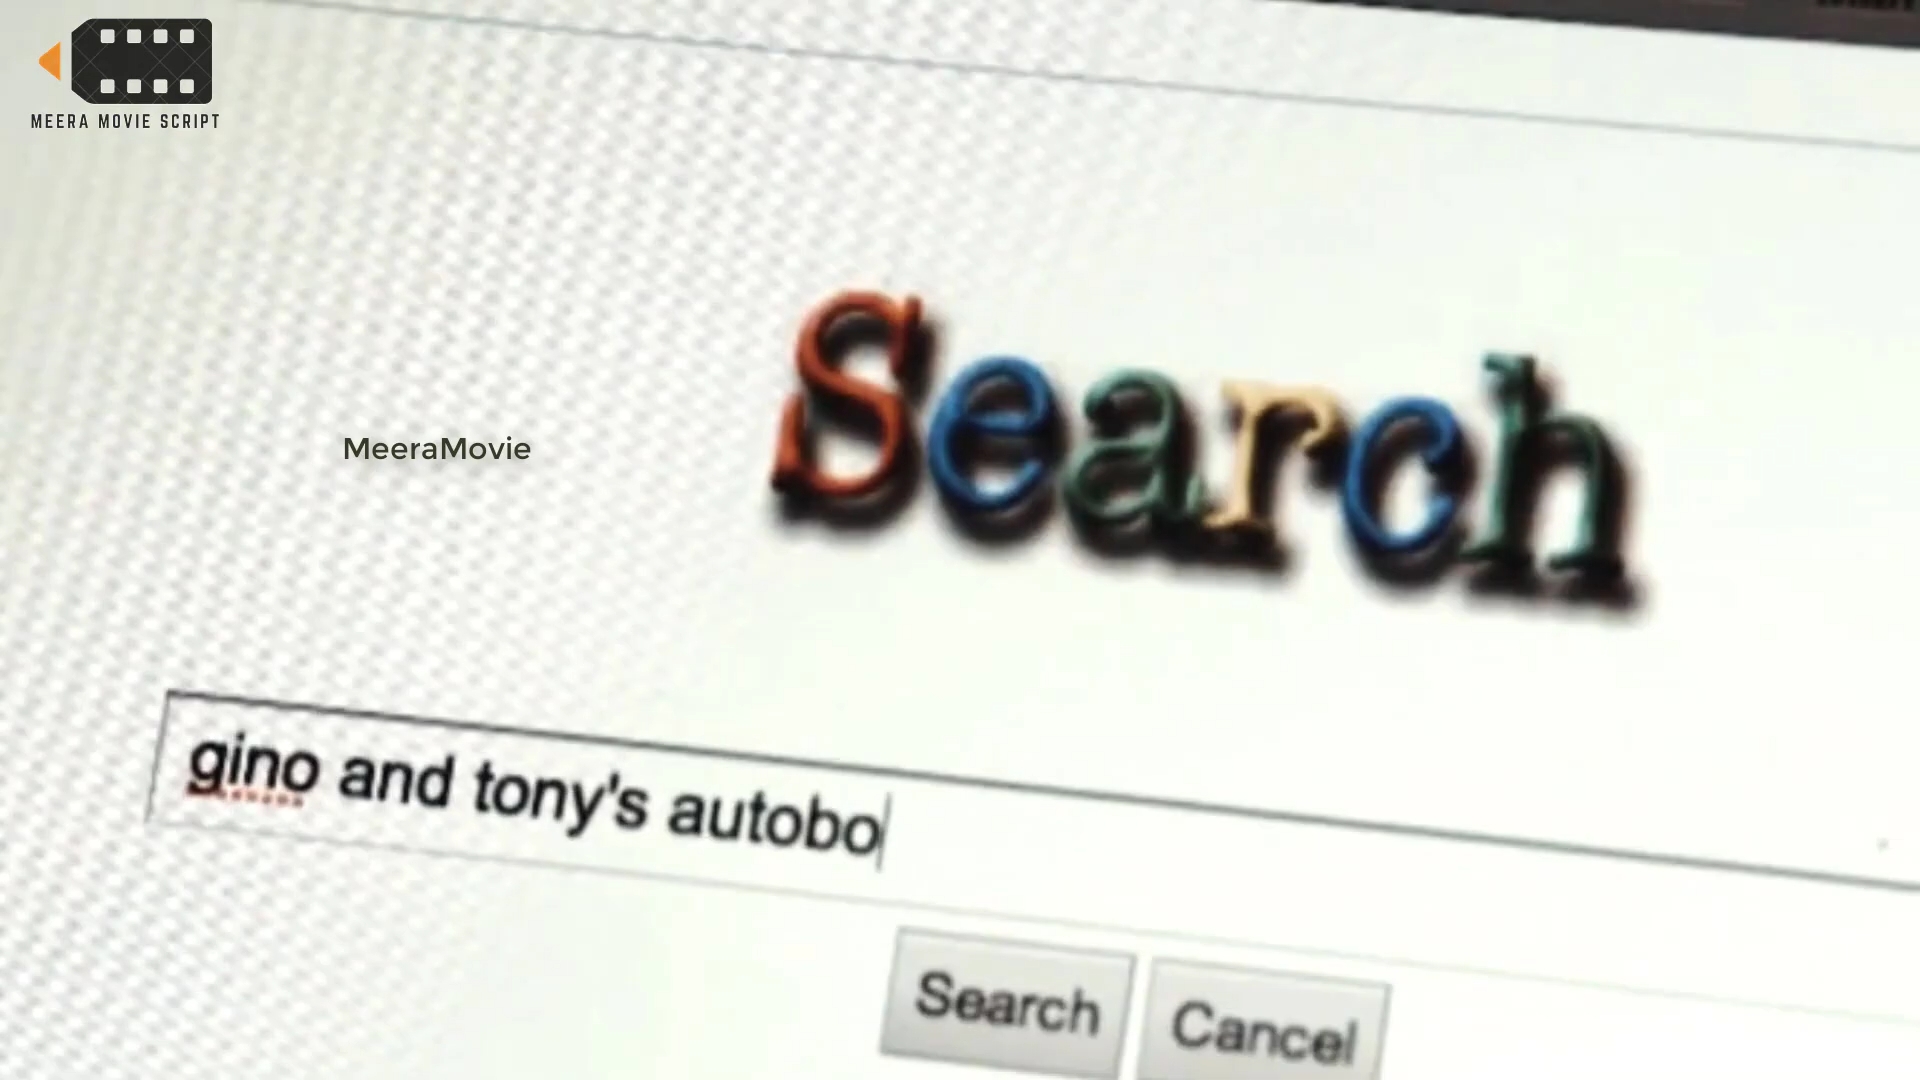 MEERA MOVIE SCRIPT
Search
MeeraMovie
gino and tony's autobo
Search Cancel